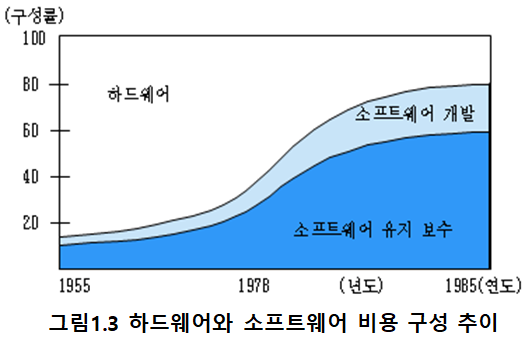 (구성률)
100
80
60
40
20
하드웨어
소프트웨어 개발
소프트웨어 유지 보수
1955
1978
(년도)
1985(연도)
그림1.3 하드웨어와 소프트웨어 비용 구성 추이